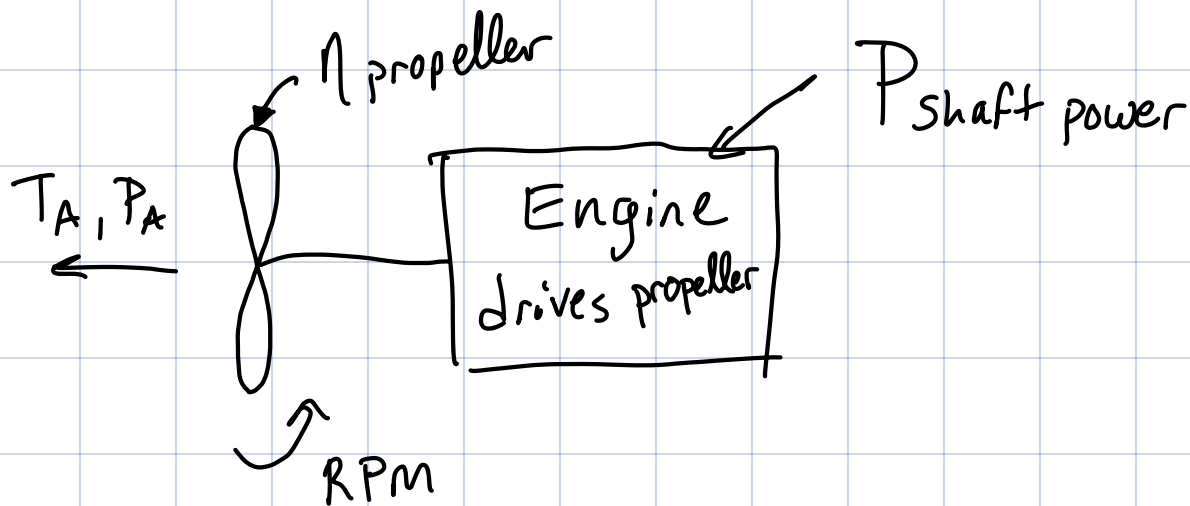 η propeller
P shaft power
T_A, P_A
Engine
drives propeller
RPM